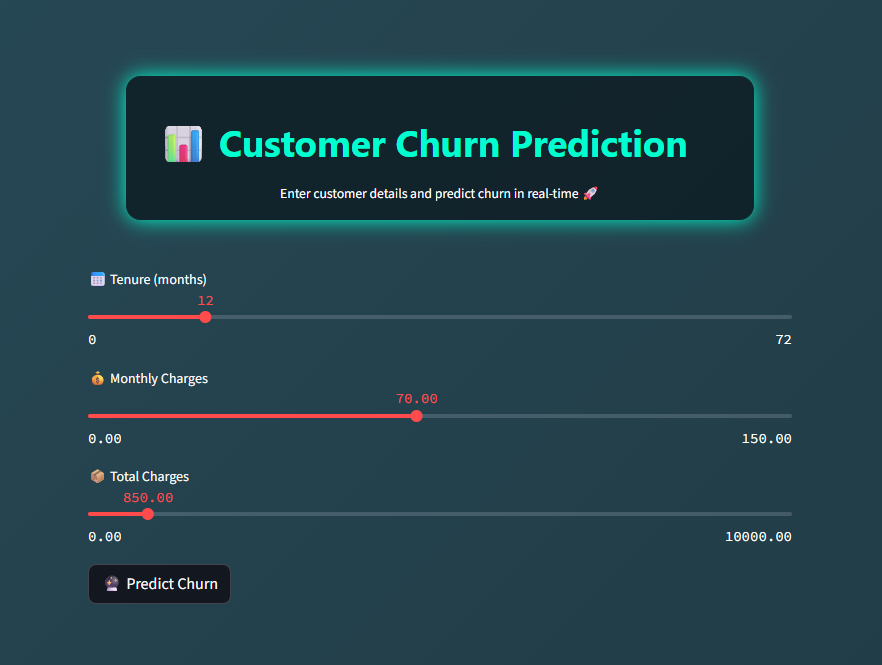 Customer Churn Prediction
Enter customer details and predict churn in real-time 🚀
Tenure (months)
12
0 72
Monthly Charges
70.00
0.00 150.00
Total Charges
850.00
0.00 10000.00
Predict Churn